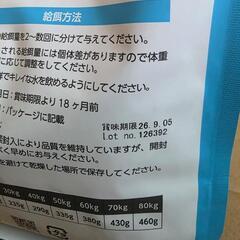 給餌方法
給餌量を2～数回に分けて与えてください。
される給餌量には個体差がありますので体重
に応じて調整をしてください。
でキレイな水を飲めるようにしてください。
日：賞味期限より18ヶ月前
：パッケージに記載
賞味期限26.9.05
Lot no.126392
封入により品質を維持していますが、開封
を避けて乾燥した場所で保存してください。
30kg 40kg 50kg 60kg 70kg 80kg
290g 335g 380g 430g 460g